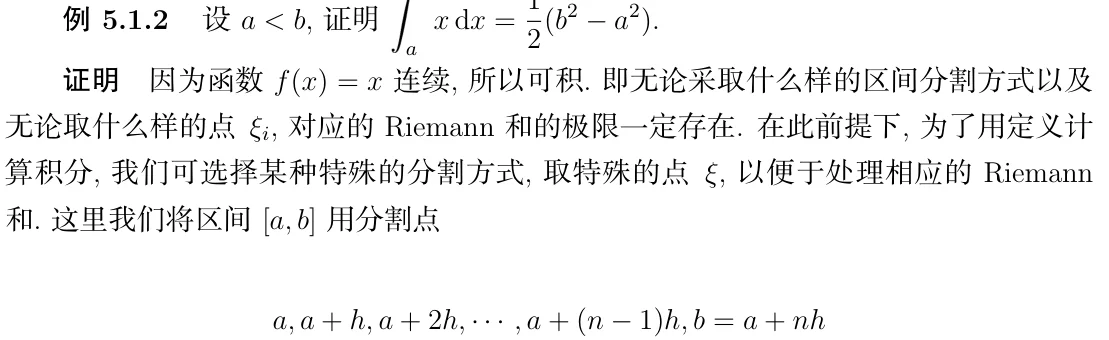 例 5.1.2 设 a < b, 证明 ∫_a x dx = 1/2(b² − a²).
证明 因为函数 f(x) = x 连续, 所以可积. 即无论采取什么样的区间分割方式以及
无论取什么样的点 ξᵢ, 对应的 Riemann 和的极限一定存在. 在此前提下, 为了用定义计
算积分, 我们可选择某种特殊的分割方式, 取特殊的点 ξ, 以便于处理相应的 Riemann
和. 这里我们将区间 [a, b] 用分割点
a, a + h, a + 2h, ⋯ , a + (n − 1)h, b = a + nh